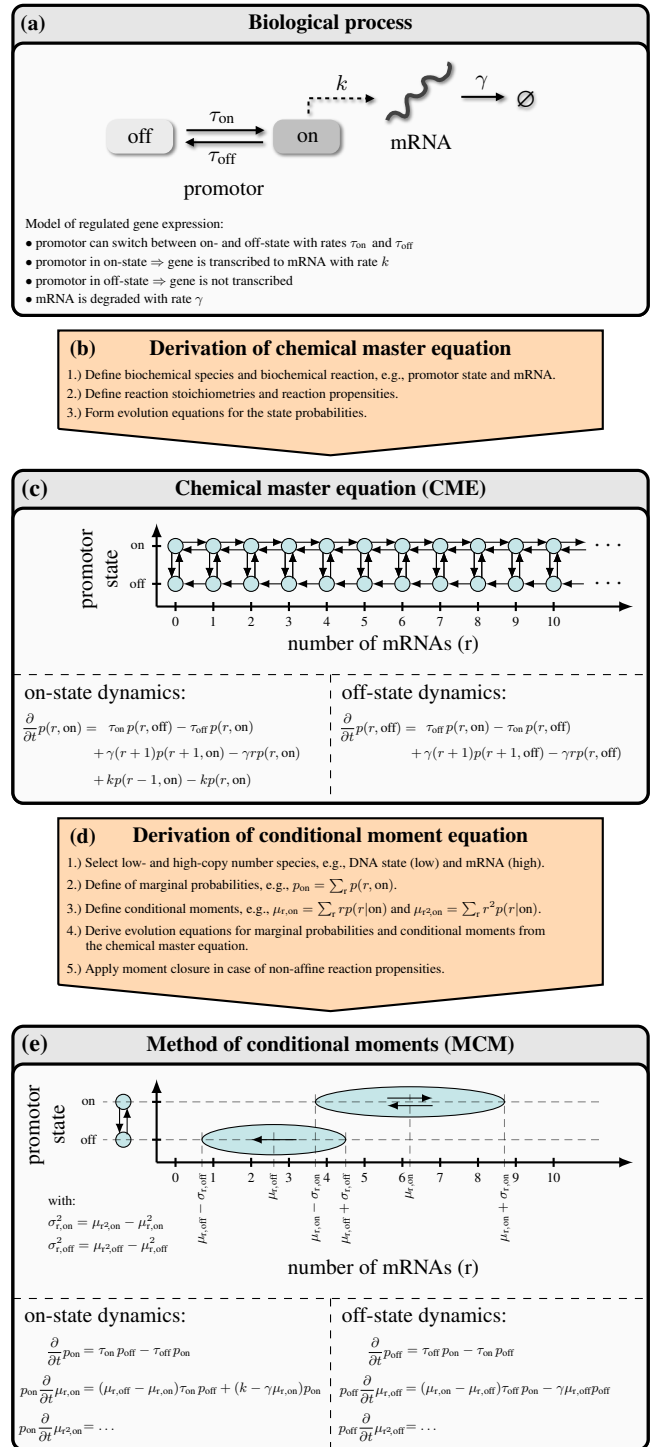 (a) Biological process
k
γ
off
τon
on
∅
τoff
mRNA
promotor
Model of regulated gene expression:
• promotor can switch between on- and off-state with rates τon and τoff
• promotor in on-state ⇒ gene is transcribed to mRNA with rate k
• promotor in off-state ⇒ gene is not transcribed
• mRNA is degraded with rate γ
(b) Derivation of chemical master equation
1.) Define biochemical species and biochemical reaction, e.g., promotor state and mRNA.
2.) Define reaction stoichiometries and reaction propensities.
3.) Form evolution equations for the state probabilities.
(c) Chemical master equation (CME)
promotor
state
on
. . .
off
. . .
0 1 2 3 4 5 6 7 8 9 10
number of mRNAs (r)
on-state dynamics:
∂/∂t p(r, on) = τon p(r, off) − τoff p(r, on)
+ γ(r + 1)p(r + 1, on) − γrp(r, on)
+ kp(r − 1, on) − kp(r, on)
off-state dynamics:
∂/∂t p(r, off) = τoff p(r, on) − τon p(r, off)
+ γ(r + 1)p(r + 1, off) − γrp(r, off)
(d) Derivation of conditional moment equation
1.) Select low- and high-copy number species, e.g., DNA state (low) and mRNA (high).
2.) Define of marginal probabilities, e.g., pon = ∑r p(r, on).
3.) Define conditional moments, e.g., μr,on = ∑r rp(r|on) and μr²,on = ∑r r²p(r|on).
4.) Derive evolution equations for marginal probabilities and conditional moments from
the chemical master equation.
5.) Apply moment closure in case of non-affine reaction propensities.
(e) Method of conditional moments (MCM)
promotor
state
on
off
0 1 2 3 4 5 6 7 8 9 10
μr,off − σr,off
μr,off
μr,on − σr,on
μr,off + σr,off
μr,on
μr,on + σr,on
with:
σ²r,on = μr²,on − μ²r,on
σ²r,off = μr²,off − μ²r,off
number of mRNAs (r)
on-state dynamics:
∂/∂t pon = τon poff − τoff pon
pon ∂/∂t μr,on = (μr,off − μr,on)τon poff + (k − γμr,on)pon
pon ∂/∂t μr²,on = . . .
off-state dynamics:
∂/∂t poff = τoff pon − τon poff
poff ∂/∂t μr,off = (μr,on − μr,off)τoff pon − γμr,off poff
poff ∂/∂t μr²,off = . . .